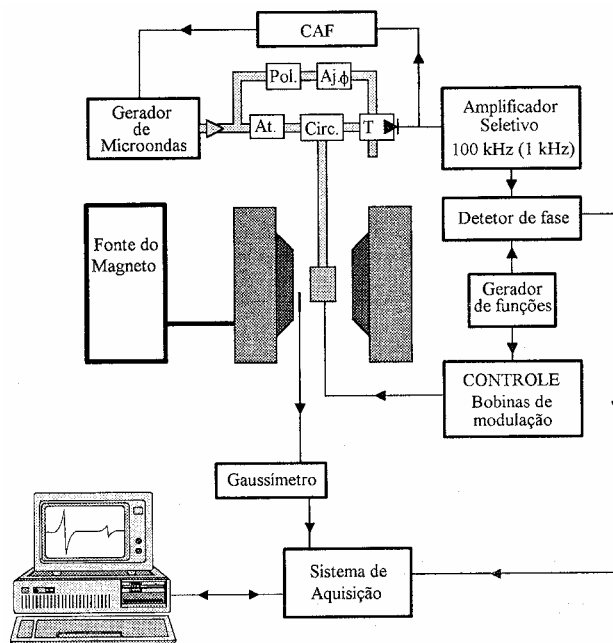 CAF
Pol.
Aj.ϕ
Gerador
de
Microondas
At.
Circ.
T
Amplificador
Seletivo
100 kHz (1 kHz)
Fonte do
Magneto
Detetor de fase
Gerador
de funções
CONTROLE
Bobinas de
modulação
Gaussímetro
Sistema de
Aquisição